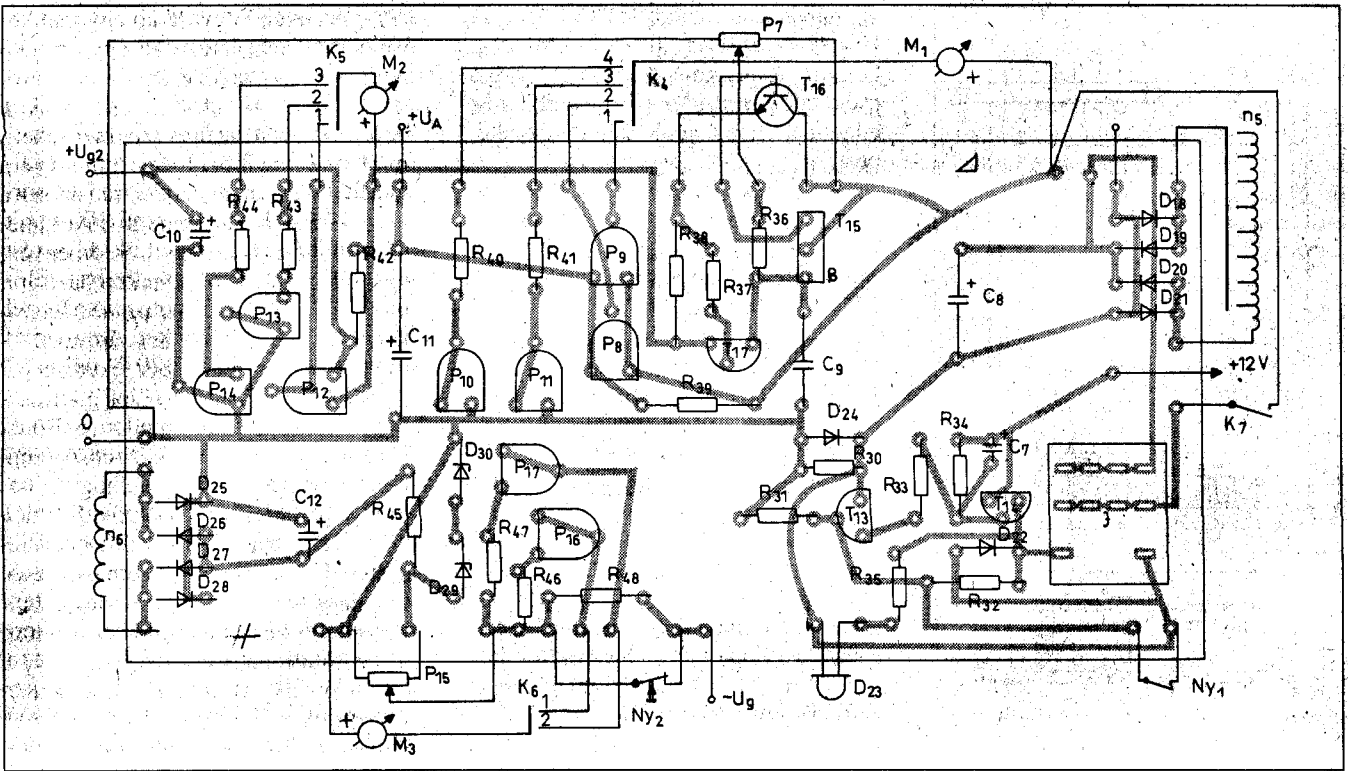 P7
M1
K5
M2
4
3
2
1
K4
T16
3
2
1
+UA
n5
+Ug2
R44
R43
C10
R42
R40
R41
P9
R38
R36
T15
D18
D19
R37
B
D20
D21
C8
P13
C11
P8
T17
C9
P14
P12
P10
P11
R39
+12V
0
D24
K7
D30
P17
R30
R34
C7
D25
C12
R45
R31
R33
T13
n6
D26
D27
D28
R47
P16
D29
R46
R48
R35
R32
P15
K6
1
2
Ny2
~Ug
D23
Ny1
M3